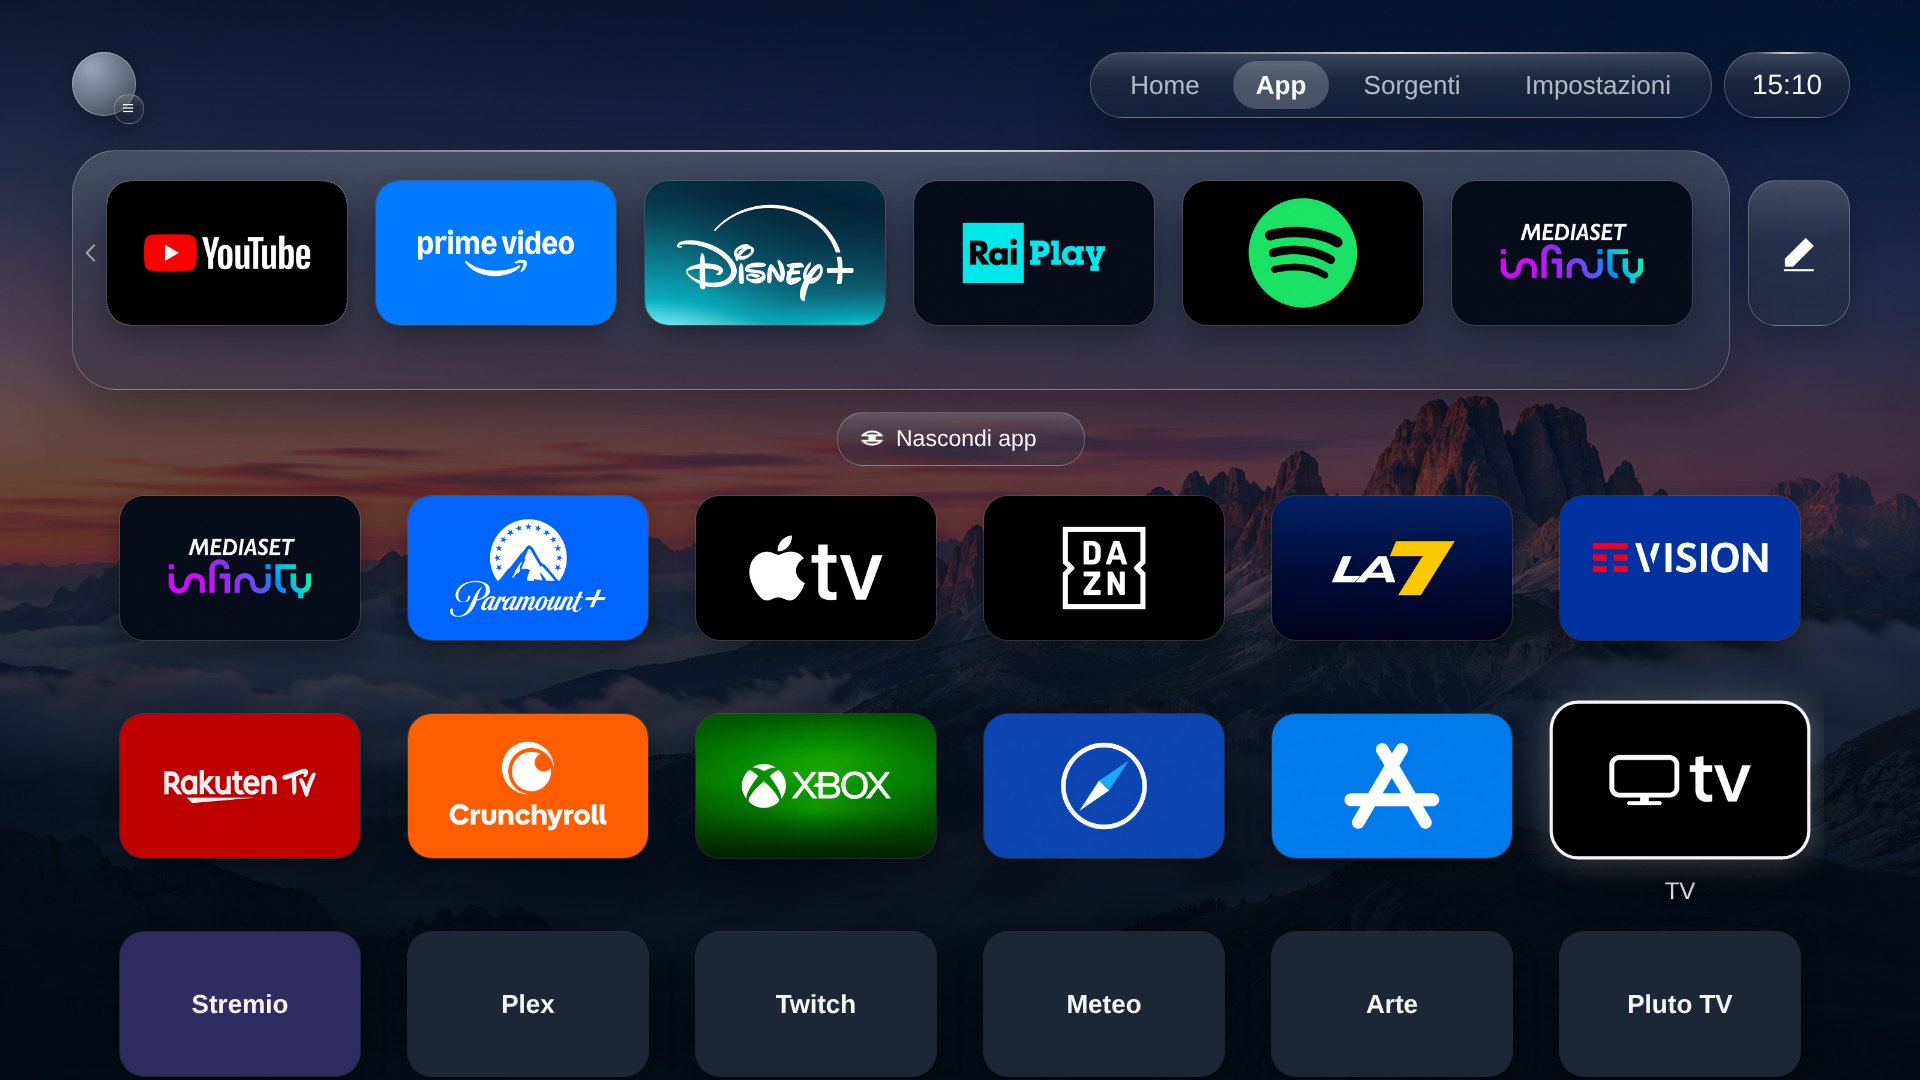 Home App Sorgenti Impostazioni 15:10
YouTube
prime video
Disney+
Rai Play
MEDIASET
infinity
Nascondi app
MEDIASET
infinity
Paramount+
tv
DA
ZN
LA7
VISION
Rakuten TV
Crunchyroll
XBOX
tv
TV
Stremio
Plex
Twitch
Meteo
Arte
Pluto TV